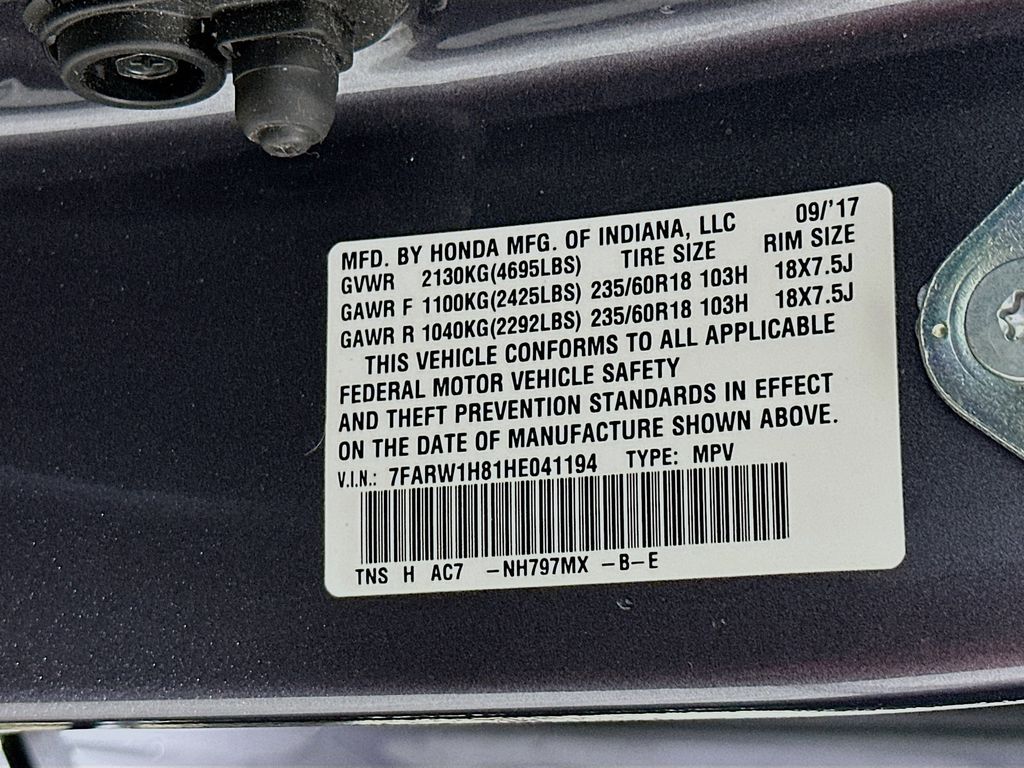 MFD. BY HONDA MFG. OF INDIANA, LLC 09/'17
GVWR 2130KG(4695LBS) TIRE SIZE RIM SIZE
GAWR F 1100KG(2425LBS) 235/60R18 103H 18X7.5J
GAWR R 1040KG(2292LBS) 235/60R18 103H 18X7.5J
THIS VEHICLE CONFORMS TO ALL APPLICABLE
FEDERAL MOTOR VEHICLE SAFETY
AND THEFT PREVENTION STANDARDS IN EFFECT
ON THE DATE OF MANUFACTURE SHOWN ABOVE.
V.I.N.: 7FARW1H81HE041194 TYPE: MPV
TNS H AC7 -NH797MX -B-E